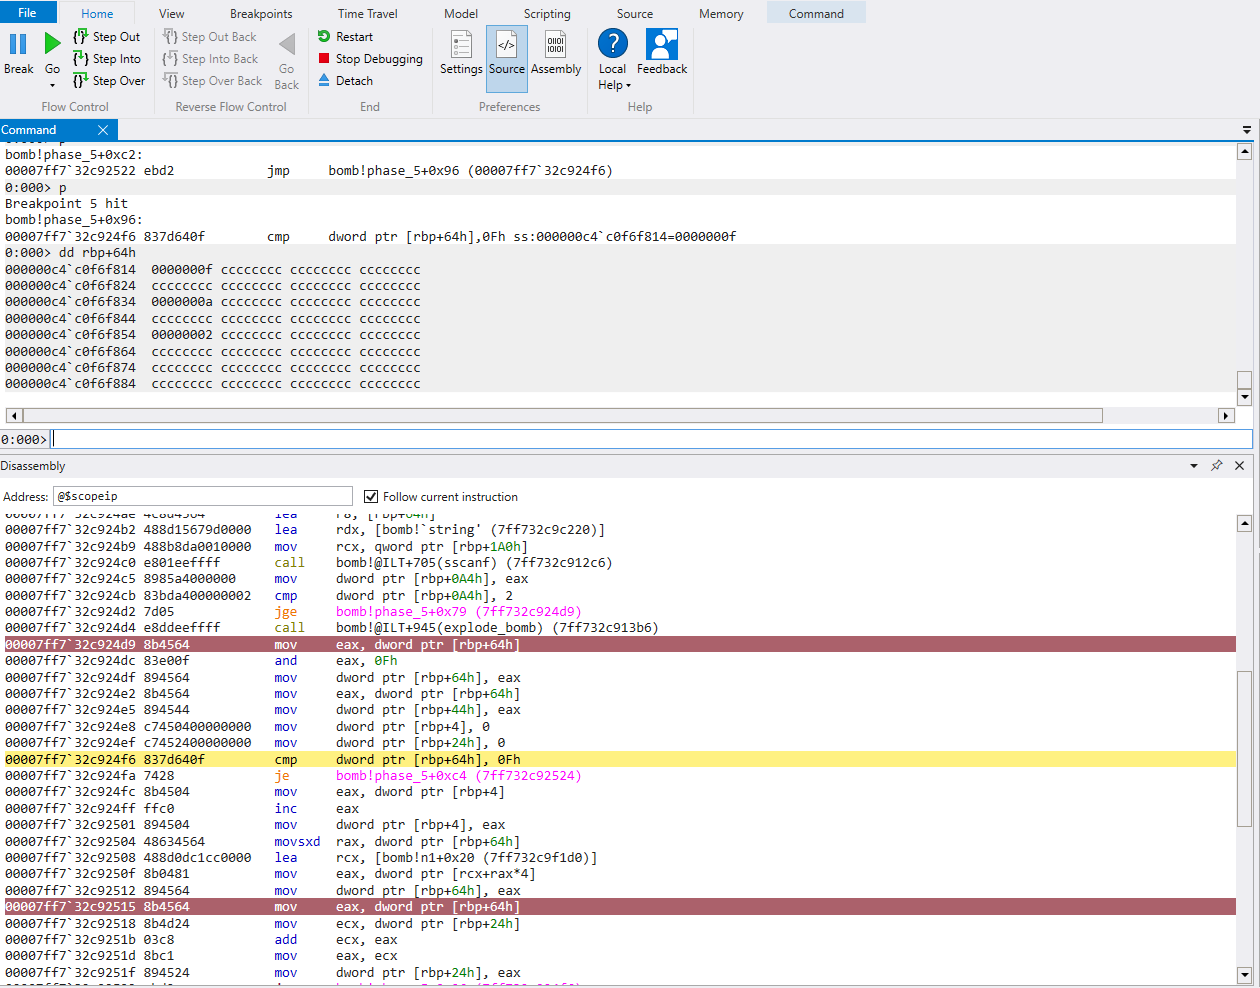 File Home View Breakpoints Time Travel Model Scripting Source Memory Command
Break
Go
Step Out
Step Into
Step Over
Flow Control
Step Out Back
Step Into Back
Step Over Back
Go Back
Reverse Flow Control
Restart
Stop Debugging
Detach
End
Settings Source Assembly
Preferences
Local Help
Feedback
Help
Command
bomb!phase_5+0xc2:
00007ff7`32c92522 ebd2 jmp bomb!phase_5+0x96 (00007ff7`32c924f6)
0:000> p
Breakpoint 5 hit
bomb!phase_5+0x96:
00007ff7`32c924f6 837d640f cmp dword ptr [rbp+64h],0Fh ss:000000c4`c0f6f814=0000000f
0:000> dd rbp+64h
000000c4`c0f6f814 0000000f cccccccc cccccccc cccccccc
000000c4`c0f6f824 cccccccc cccccccc cccccccc cccccccc
000000c4`c0f6f834 0000000a cccccccc cccccccc cccccccc
000000c4`c0f6f844 cccccccc cccccccc cccccccc cccccccc
000000c4`c0f6f854 00000002 cccccccc cccccccc cccccccc
000000c4`c0f6f864 cccccccc cccccccc cccccccc cccccccc
000000c4`c0f6f874 cccccccc cccccccc cccccccc cccccccc
000000c4`c0f6f884 cccccccc cccccccc cccccccc cccccccc
0:000>
Disassembly
Address: @$scopeip Follow current instruction
00007ff7`32c924ae 4c8d4564 lea r8, [rbp+64h]
00007ff7`32c924b2 488d15679d0000 lea rdx, [bomb!`string' (7ff732c9c220)]
00007ff7`32c924b9 488b8da0010000 mov rcx, qword ptr [rbp+1A0h]
00007ff7`32c924c0 e801eeffff call bomb!@ILT+705(sscanf) (7ff732c912c6)
00007ff7`32c924c5 8985a4000000 mov dword ptr [rbp+0A4h], eax
00007ff7`32c924cb 83bda400000002 cmp dword ptr [rbp+0A4h], 2
00007ff7`32c924d2 7d05 jge bomb!phase_5+0x79 (7ff732c924d9)
00007ff7`32c924d4 e8ddeeffff call bomb!@ILT+945(explode_bomb) (7ff732c913b6)
00007ff7`32c924d9 8b4564 mov eax, dword ptr [rbp+64h]
00007ff7`32c924dc 83e00f and eax, 0Fh
00007ff7`32c924df 894564 mov dword ptr [rbp+64h], eax
00007ff7`32c924e2 8b4564 mov eax, dword ptr [rbp+64h]
00007ff7`32c924e5 894544 mov dword ptr [rbp+44h], eax
00007ff7`32c924e8 c7450400000000 mov dword ptr [rbp+4], 0
00007ff7`32c924ef c7452400000000 mov dword ptr [rbp+24h], 0
00007ff7`32c924f6 837d640f cmp dword ptr [rbp+64h], 0Fh
00007ff7`32c924fa 7428 je bomb!phase_5+0xc4 (7ff732c92524)
00007ff7`32c924fc 8b4504 mov eax, dword ptr [rbp+4]
00007ff7`32c924ff ffc0 inc eax
00007ff7`32c92501 894504 mov dword ptr [rbp+4], eax
00007ff7`32c92504 48634564 movsxd rax, dword ptr [rbp+64h]
00007ff7`32c92508 488d0dc1cc0000 lea rcx, [bomb!n1+0x20 (7ff732c9f1d0)]
00007ff7`32c9250f 8b0481 mov eax, dword ptr [rcx+rax*4]
00007ff7`32c92512 894564 mov dword ptr [rbp+64h], eax
00007ff7`32c92515 8b4564 mov eax, dword ptr [rbp+64h]
00007ff7`32c92518 8b4d24 mov ecx, dword ptr [rbp+24h]
00007ff7`32c9251b 03c8 add ecx, eax
00007ff7`32c9251d 8bc1 mov eax, ecx
00007ff7`32c9251f 894524 mov dword ptr [rbp+24h], eax